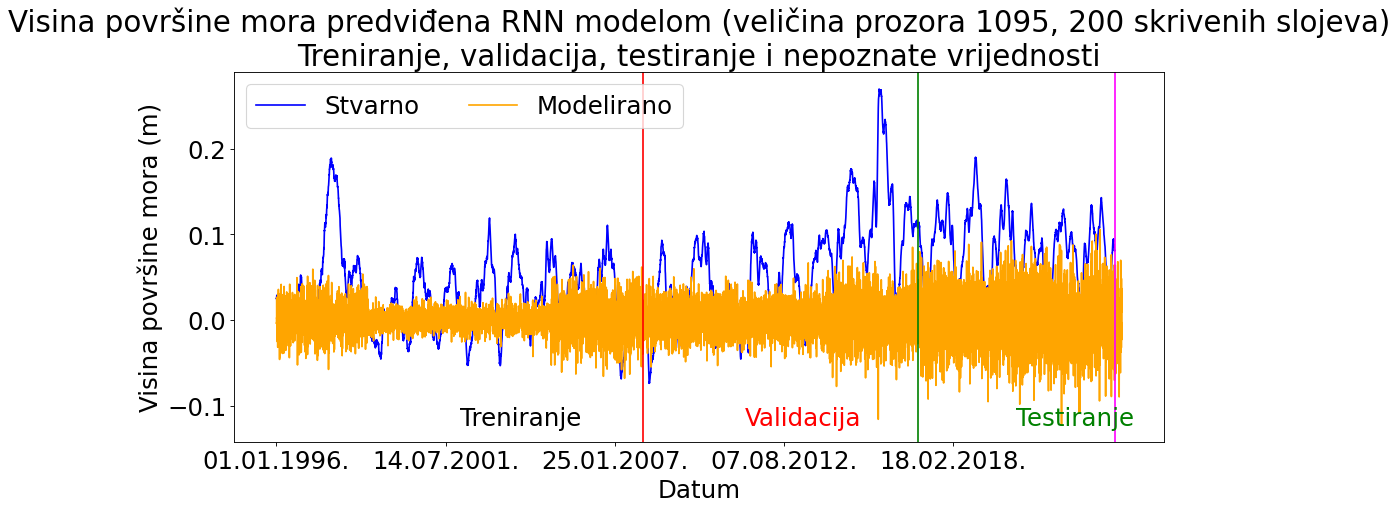 Visina površine mora predviđena RNN modelom (veličina prozora 1095, 200 skrivenih slojeva)
Treniranje, validacija, testiranje i nepoznate vrijednosti
Stvarno Modelirano
Visina površine mora (m)
0.2
0.1
0.0
−0.1
Treniranje Validacija Testiranje
01.01.1996. 14.07.2001. 25.01.2007. 07.08.2012. 18.02.2018.
Datum